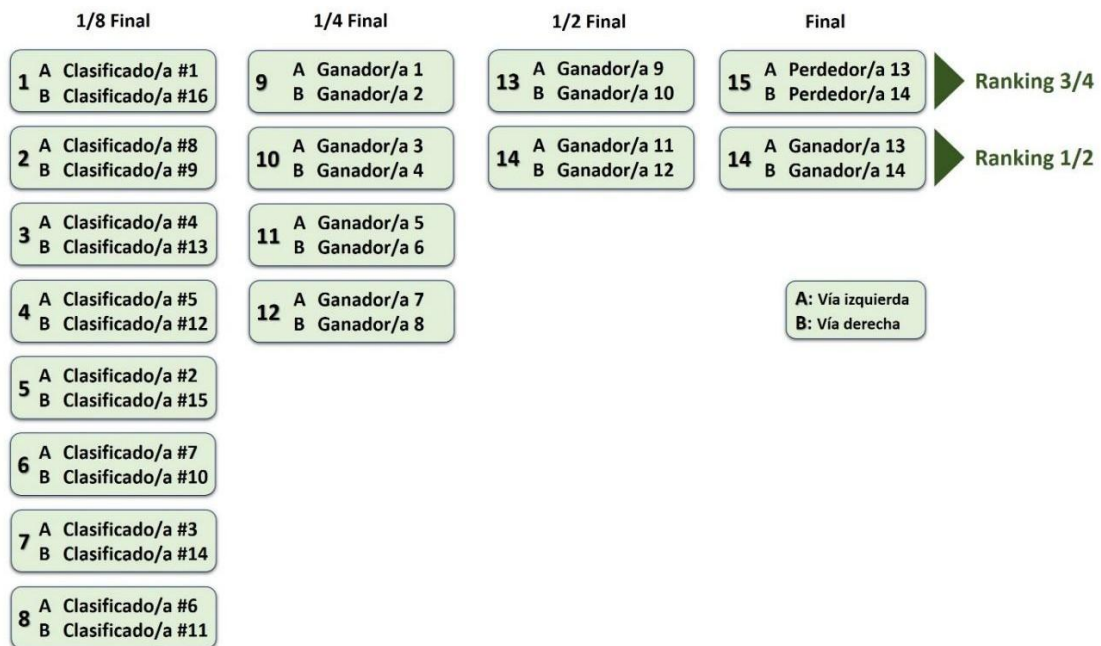 1/8 Final
1
A Clasificado/a #1
B Clasificado/a #16
2
A Clasificado/a #8
B Clasificado/a #9
3
A Clasificado/a #4
B Clasificado/a #13
4
A Clasificado/a #5
B Clasificado/a #12
5
A Clasificado/a #2
B Clasificado/a #15
6
A Clasificado/a #7
B Clasificado/a #10
7
A Clasificado/a #3
B Clasificado/a #14
8
A Clasificado/a #6
B Clasificado/a #11
1/4 Final
9
A Ganador/a 1
B Ganador/a 2
10
A Ganador/a 3
B Ganador/a 4
11
A Ganador/a 5
B Ganador/a 6
12
A Ganador/a 7
B Ganador/a 8
1/2 Final
13
A Ganador/a 9
B Ganador/a 10
14
A Ganador/a 11
B Ganador/a 12
Final
15
A Perdedor/a 13
B Perdedor/a 14
Ranking 3/4
14
A Ganador/a 13
B Ganador/a 14
Ranking 1/2
A: Vía izquierda
B: Vía derecha